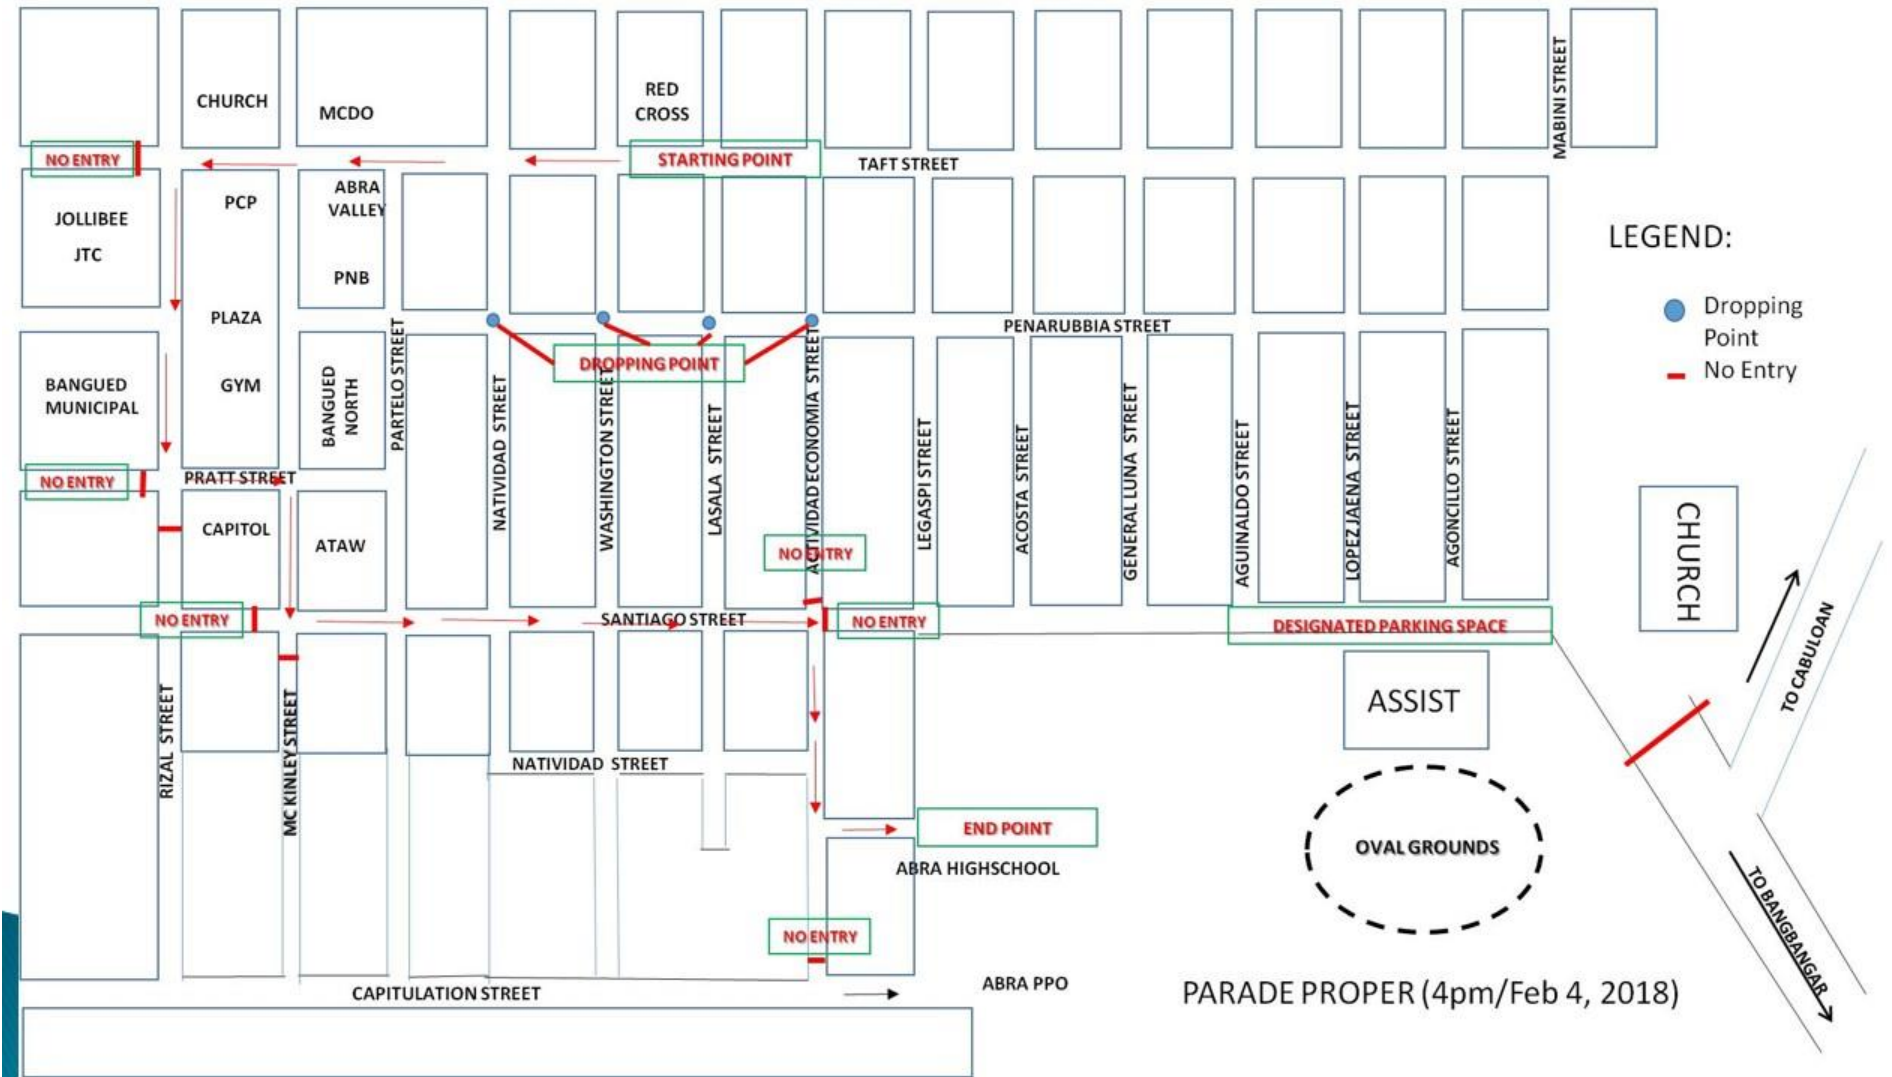 CHURCH
MCDO
RED
CROSS
MABINI STREET
NO ENTRY
STARTING POINT
TAFT STREET
JOLLIBEE
JTC
PCP
ABRA
VALLEY
PNB
PLAZA
GYM
LEGEND:
Dropping
Point
No Entry
PENARUBBIA STREET
DROPPING POINT
BANGUED
MUNICIPAL
BANGUED
NORTH
PARTELO STREET
NATIVIDAD STREET
WASHINGTON STREET
LASALA STREET
ACTIVIDAD ECONOMIA STREET
LEGASPI STREET
ACOSTA STREET
GENERAL LUNA STREET
AGUINALDO STREET
LOPEZ JAENA STREET
AGONCILLO STREET
NO ENTRY
PRATT STREET
CAPITOL
ATAW
NO ENTRY
CHURCH
NO ENTRY
SANTIAGO STREET
NO ENTRY
DESIGNATED PARKING SPACE
TO CABULOAN
ASSIST
RIZAL STREET
MC KINLEY STREET
NATIVIDAD STREET
END POINT
ABRA HIGHSCHOOL
OVAL GROUNDS
TO BANGBANGAR
NO ENTRY
CAPITULATION STREET
ABRA PPO
PARADE PROPER (4pm/Feb 4, 2018)